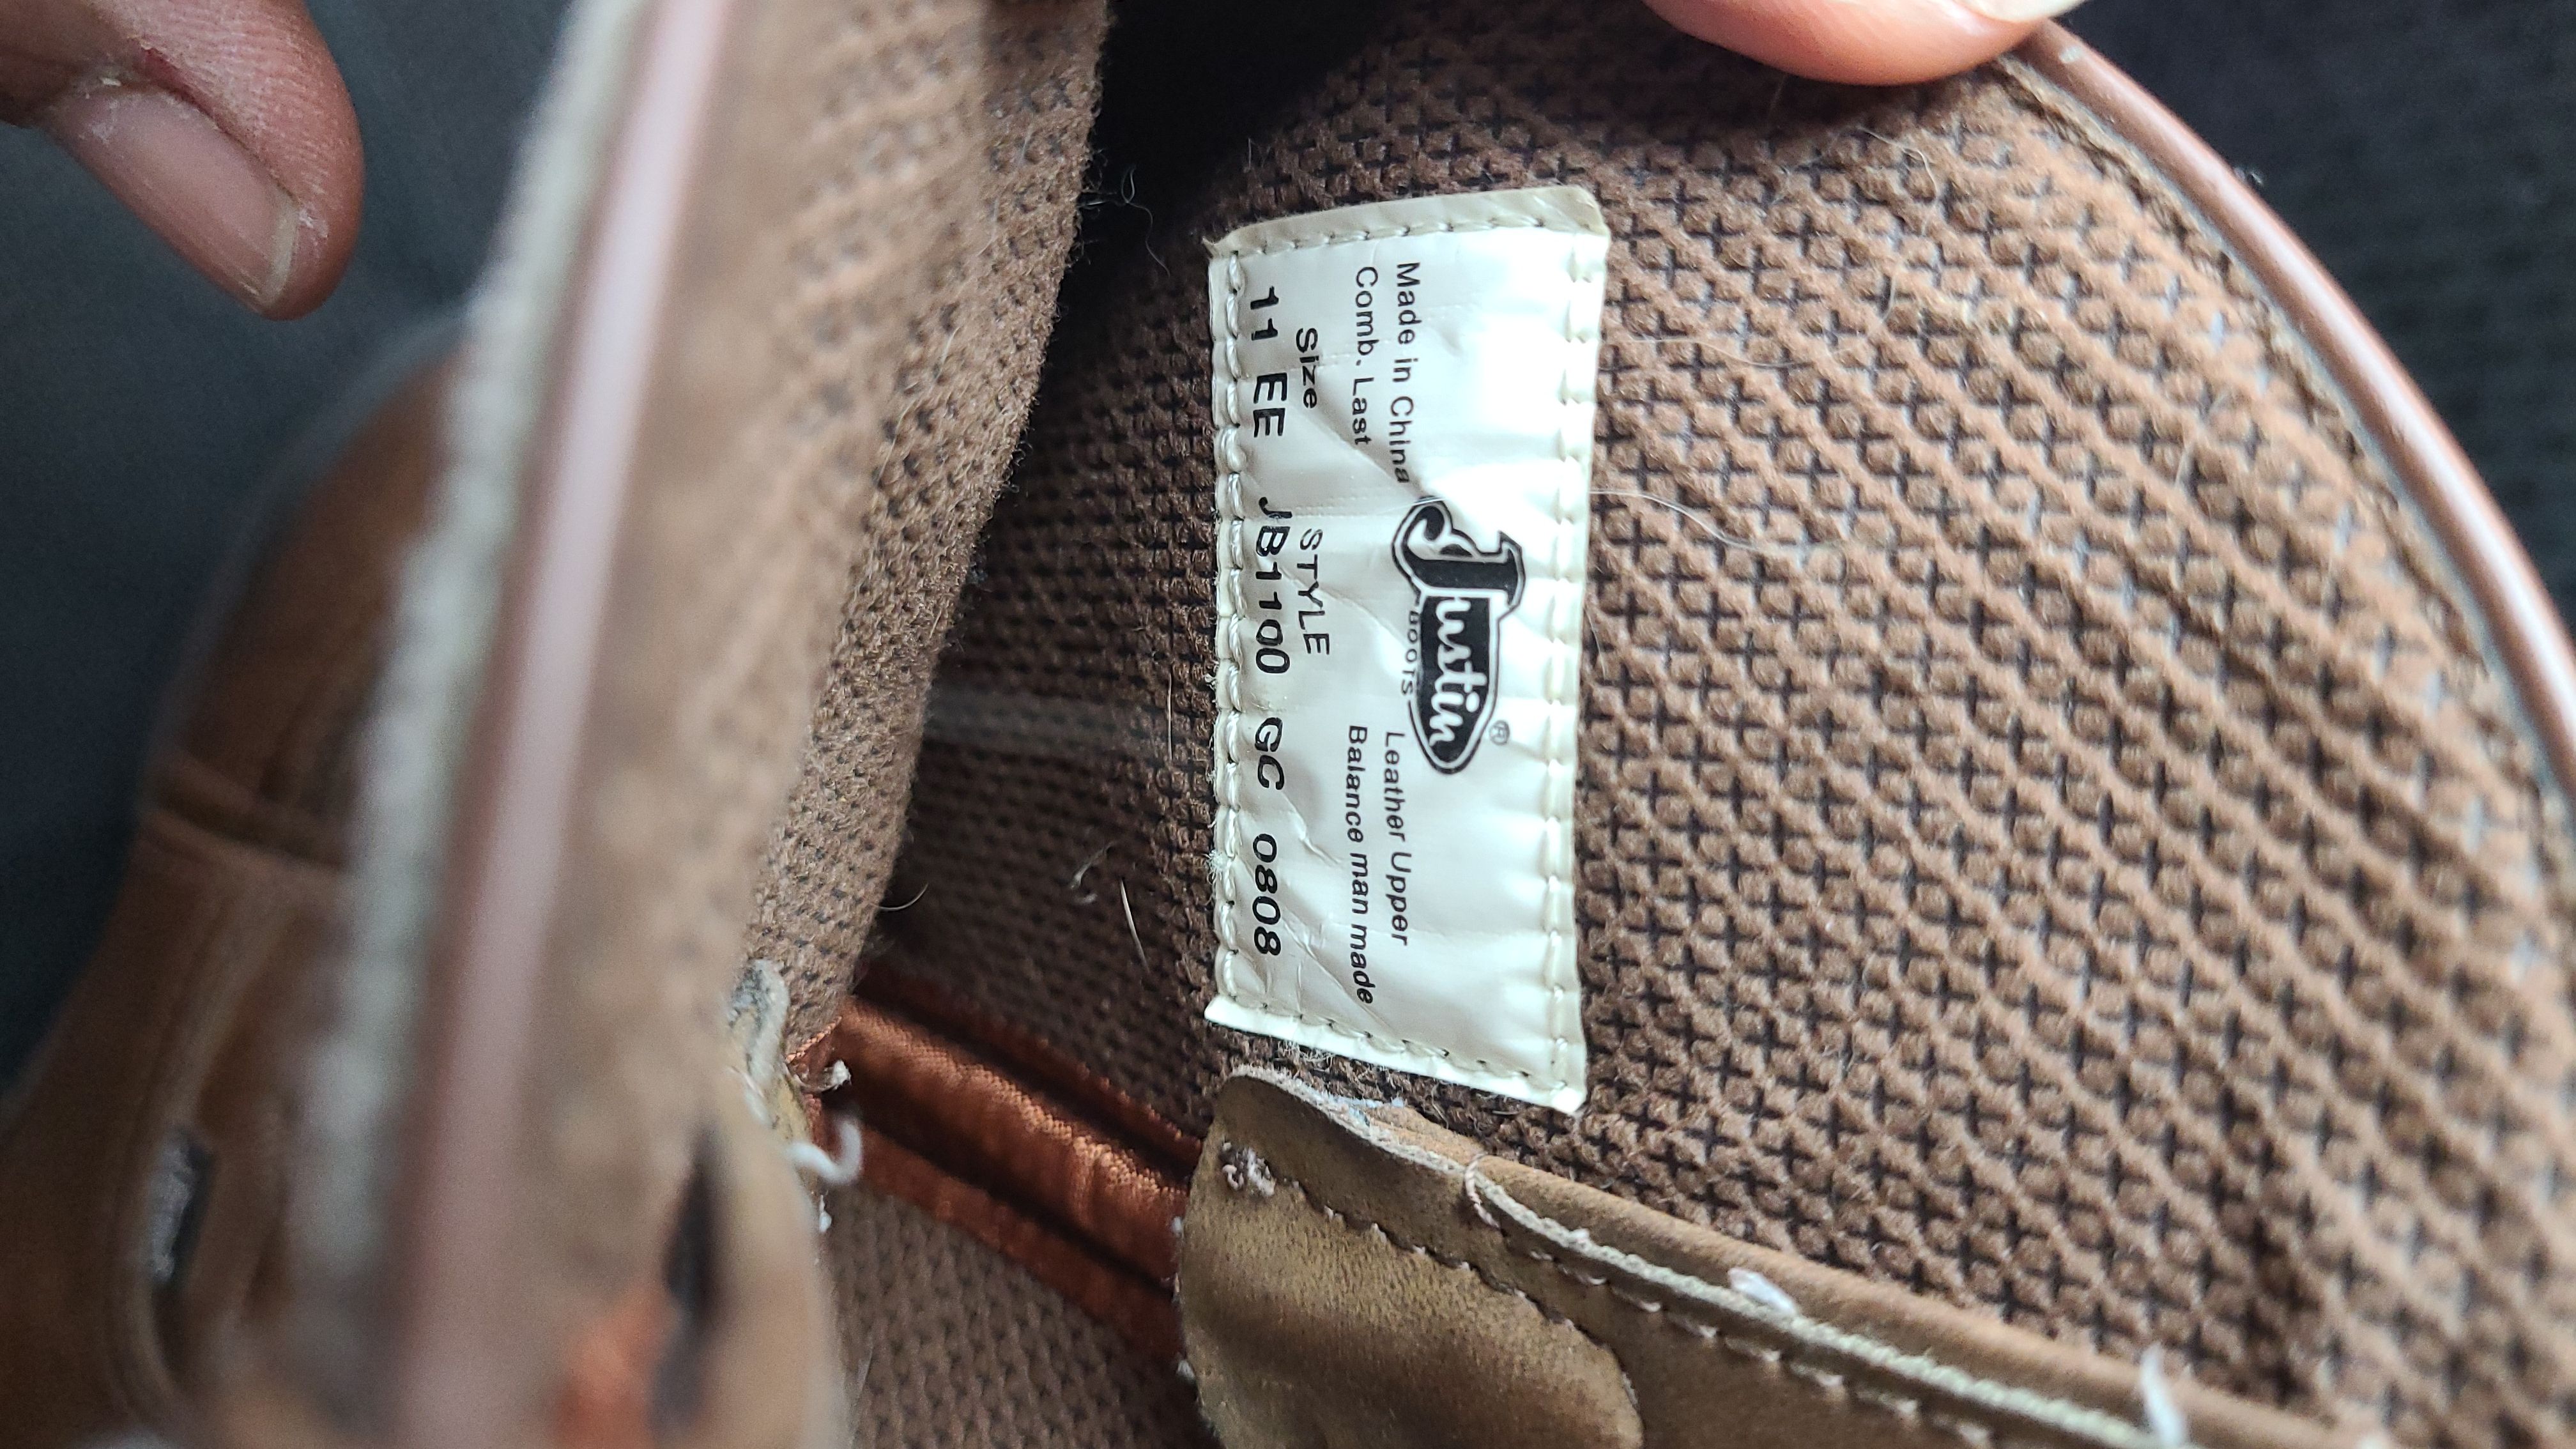 Made in China
Comb. Last
Justin®
BOOTS
Leather Upper
Balance man made
Size STYLE
11 EE JB1100 GC 0808